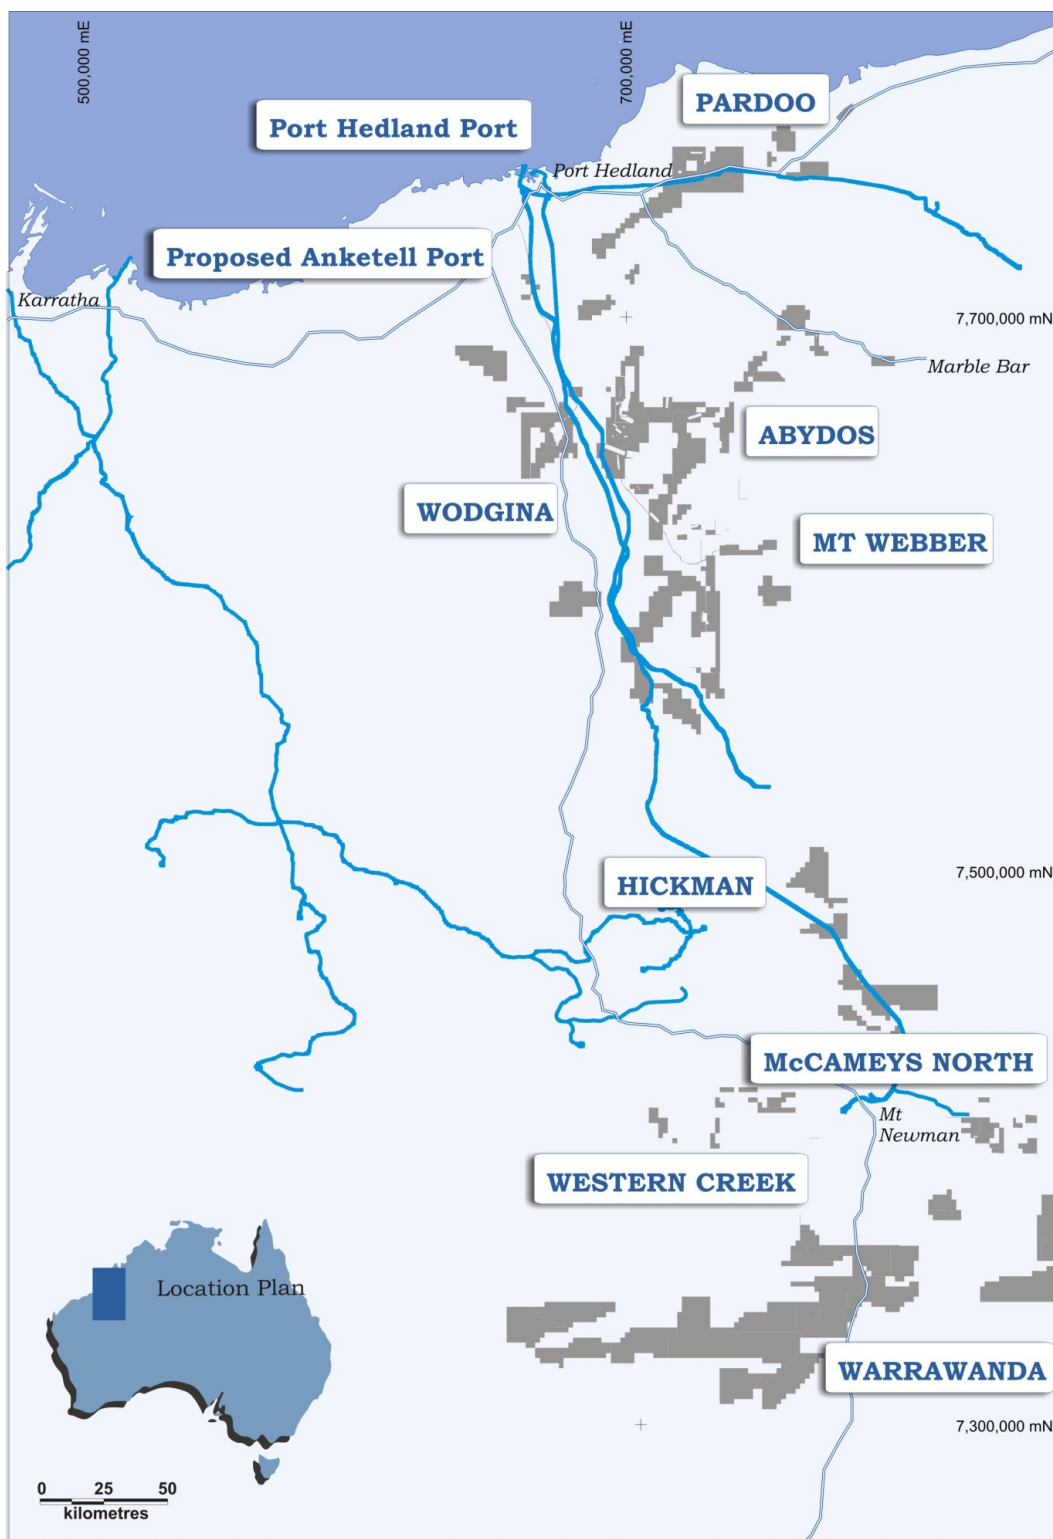 500,000 mE
700,000 mE
PARDOO
Port Hedland Port
Port Hedland
Proposed Anketell Port
Karratha
7,700,000 mN
Marble Bar
ABYDOS
WODGINA
MT WEBBER
7,500,000 mN
HICKMAN
McCAMEYS NORTH
Mt
Newman
WESTERN CREEK
Location Plan
WARRAWANDA
7,300,000 mN
0 25 50
kilometres